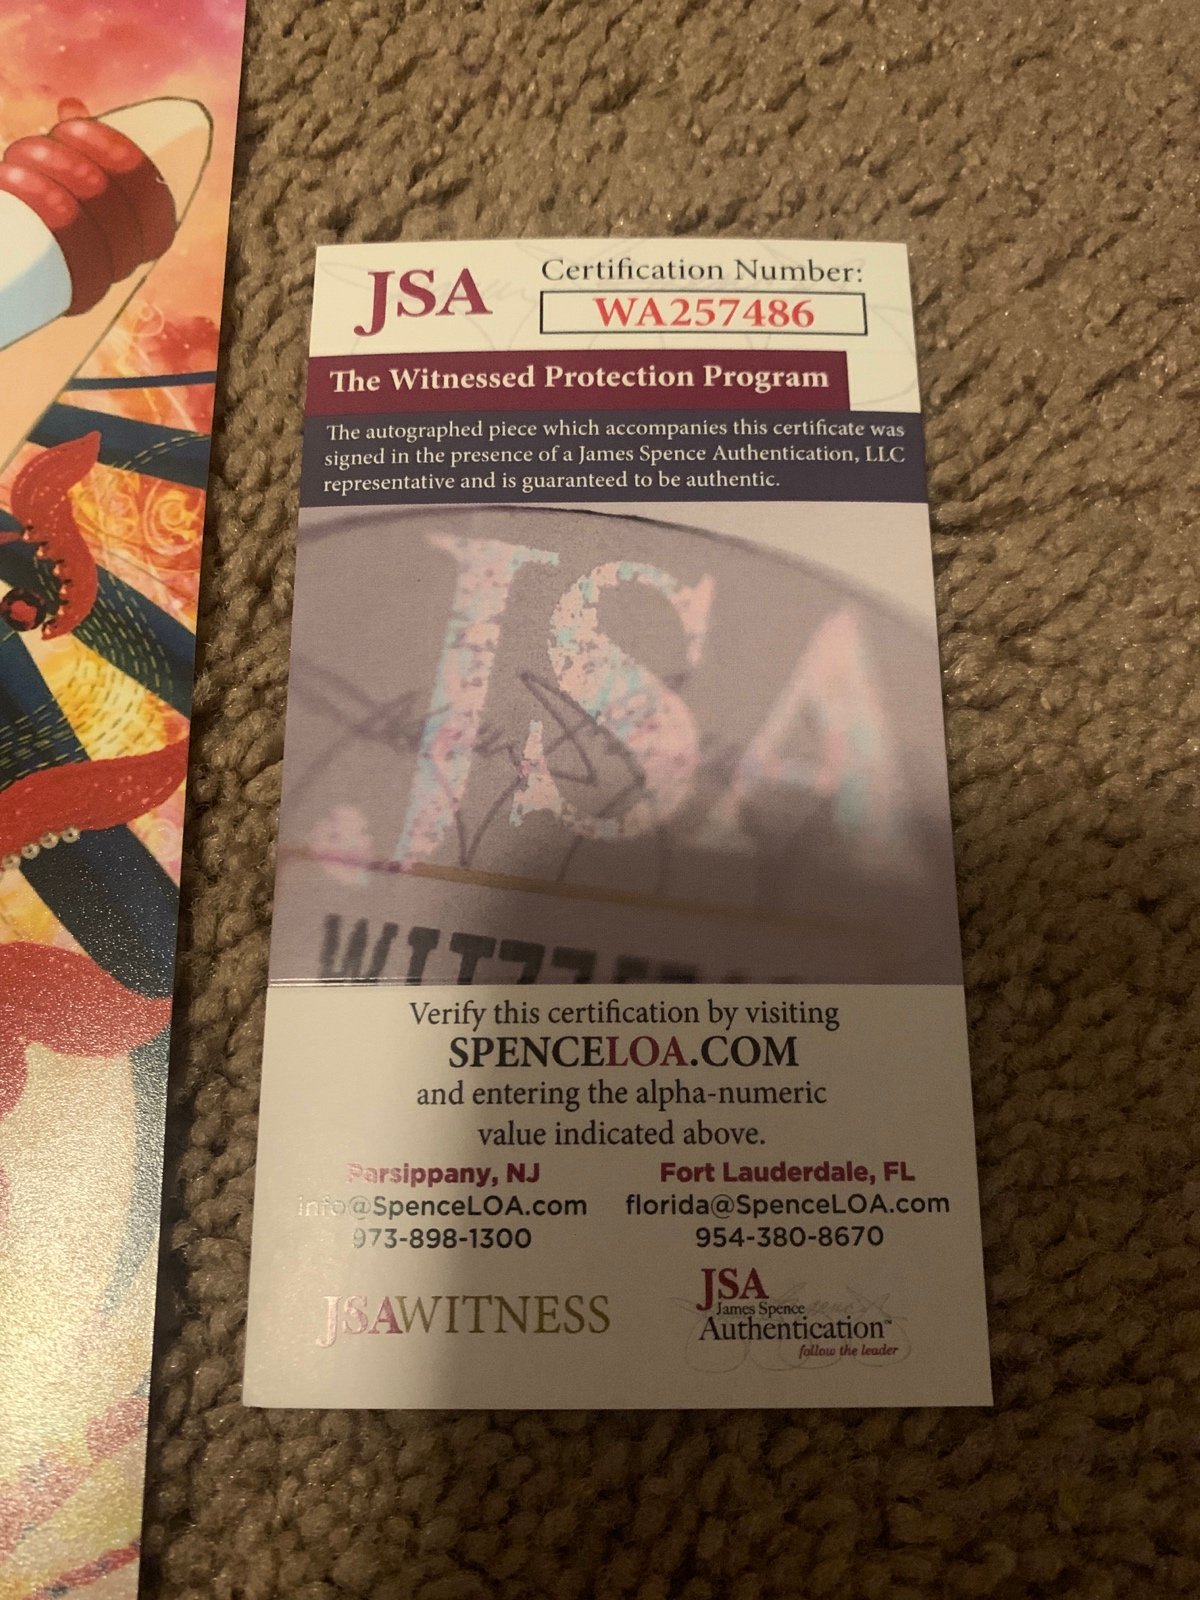 JSA
Certification Number:
WA257486
The Witnessed Protection Program
The autographed piece which accompanies this certificate was
signed in the presence of a James Spence Authentication, LLC
representative and is guaranteed to be authentic.
JSA
Verify this certification by visiting
SPENCELOA.COM
and entering the alpha-numeric
value indicated above.
Parsippany, NJ
info@SpenceLOA.com
973-898-1300
Fort Lauderdale, FL
florida@SpenceLOA.com
954-380-8670
JSAWITNESS
JSA
James Spence
Authentication™
follow the leader